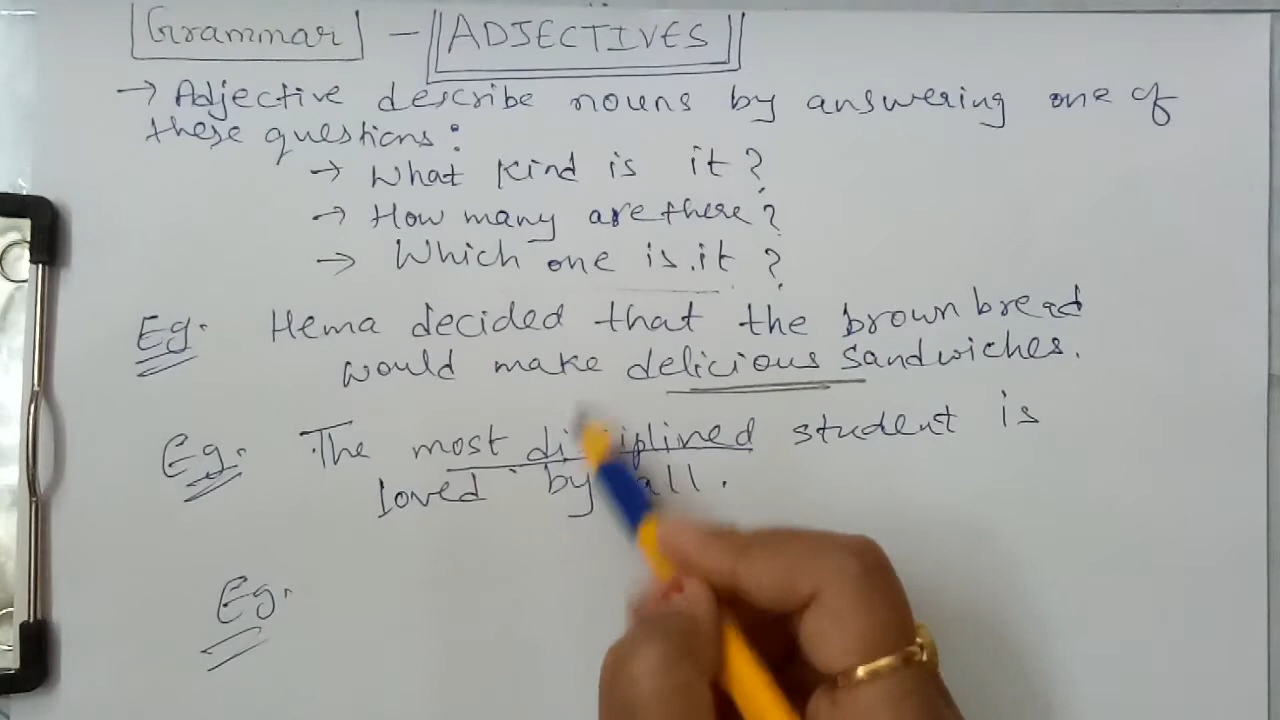 Grammar - ADJECTIVES
→ Adjective describe nouns by answering one of
these questions:
→ What kind is it?
→ How many are there?
→ Which one is it?
Eg. Hema decided that the brown bread
would make delicious sandwiches.
Eg. The most disciplined student is
loved by all.
Eg.